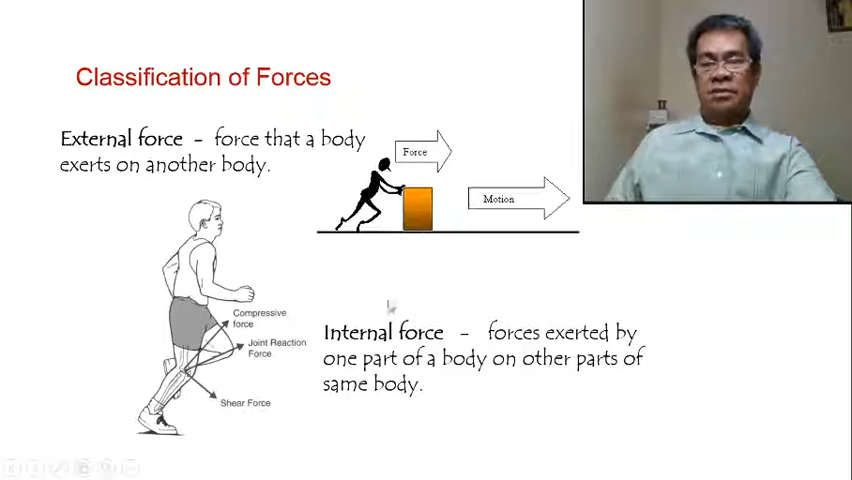 Classification of Forces
External force - force that a body
exerts on another body.
Force
Motion
Compressive
force
Joint Reaction
Force
Shear Force
Internal force - forces exerted by
one part of a body on other parts of
same body.